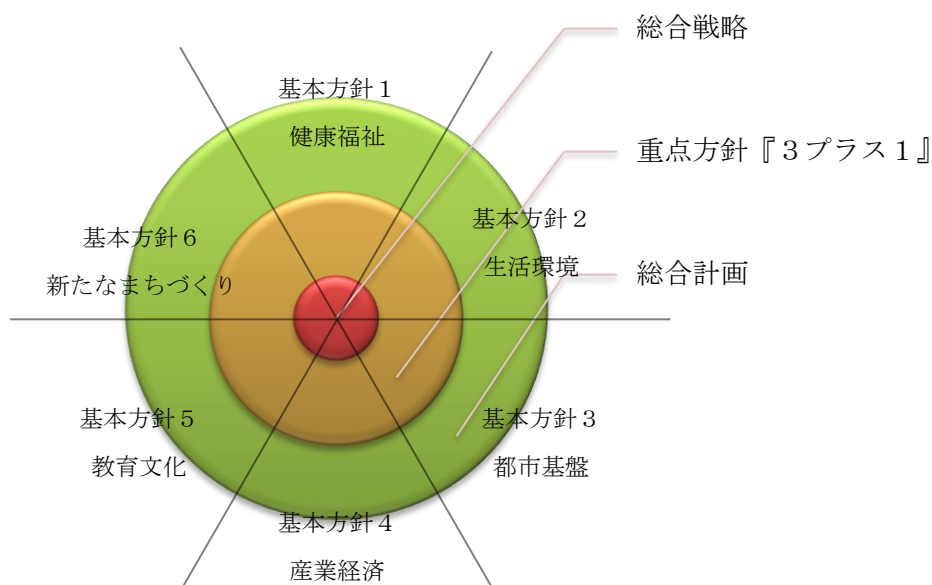 総合戦略
重点方針『３プラス１』
総合計画
基本方針１
健康福祉
基本方針２
生活環境
基本方針３
都市基盤
基本方針４
産業経済
基本方針５
教育文化
基本方針６
新たなまちづくり